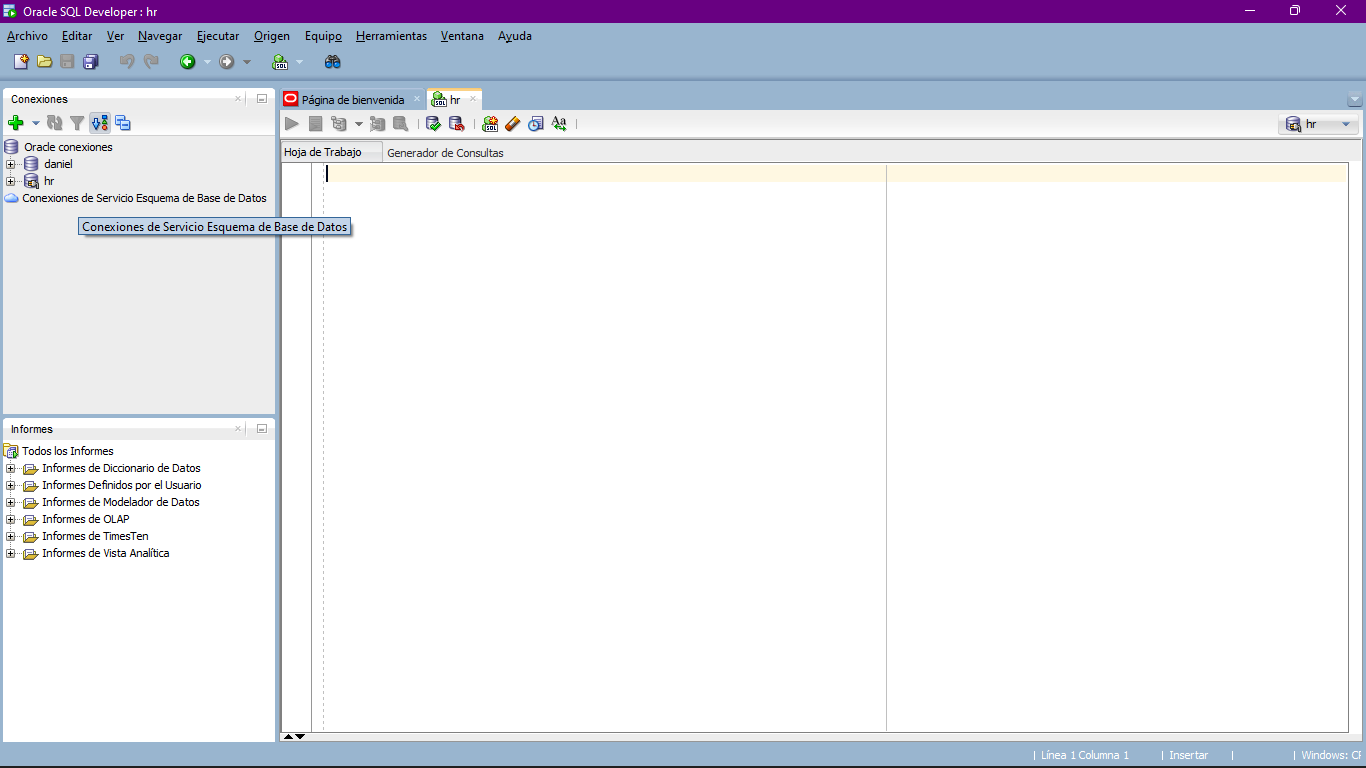 Oracle SQL Developer : hr
Archivo Editar Ver Navegar Ejecutar Origen Equipo Herramientas Ventana Ayuda
SQL
Conexiones
Página de bienvenida
SQL hr
hr
Oracle conexiones
daniel
hr
Conexiones de Servicio Esquema de Base de Datos
Conexiones de Servicio Esquema de Base de Datos
Hoja de Trabajo
Generador de Consultas
SQL
Aa
Informes
Todos los Informes
Informes de Diccionario de Datos
Informes Definidos por el Usuario
Informes de Modelador de Datos
Informes de OLAP
Informes de TimesTen
Informes de Vista Analítica
Línea 1 Columna 1
Insertar
Windows: